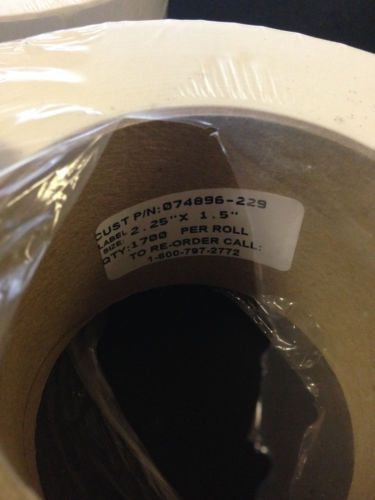 CUST P/N:074896-229
LABEL SIZE: 2.25"X 1.5"
QTY:1700 PER ROLL
TO RE-ORDER CALL:
1-800-797-2772